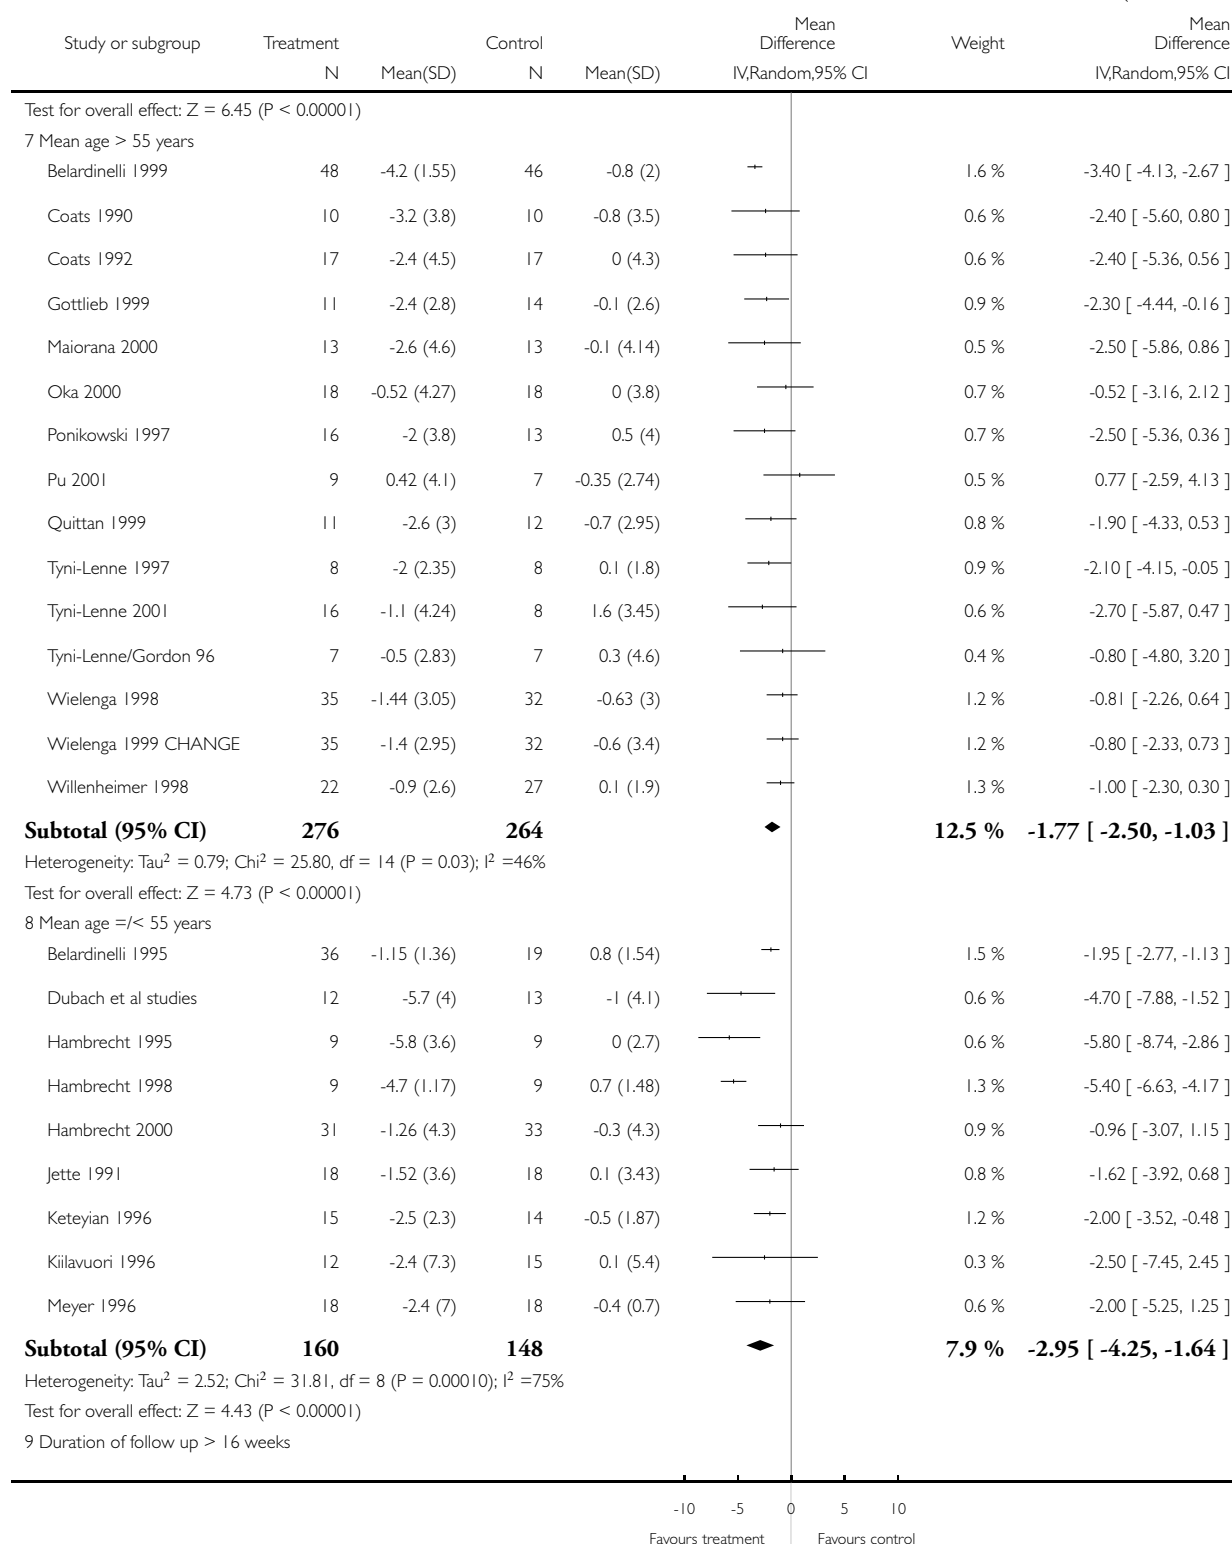 Mean Mean
Study or subgroup Treatment Control Difference Weight Difference
N Mean(SD) N Mean(SD) IV,Random,95% CI IV,Random,95% CI
Test for overall effect: Z = 6.45 (P < 0.00001)
7 Mean age > 55 years
Belardinelli 1999 48 -4.2 (1.55) 46 -0.8 (2) 1.6 % -3.40 [ -4.13, -2.67 ]
Coats 1990 10 -3.2 (3.8) 10 -0.8 (3.5) 0.6 % -2.40 [ -5.60, 0.80 ]
Coats 1992 17 -2.4 (4.5) 17 0 (4.3) 0.6 % -2.40 [ -5.36, 0.56 ]
Gottlieb 1999 11 -2.4 (2.8) 14 -0.1 (2.6) 0.9 % -2.30 [ -4.44, -0.16 ]
Maiorana 2000 13 -2.6 (4.6) 13 -0.1 (4.14) 0.5 % -2.50 [ -5.86, 0.86 ]
Oka 2000 18 -0.52 (4.27) 18 0 (3.8) 0.7 % -0.52 [ -3.16, 2.12 ]
Ponikowski 1997 16 -2 (3.8) 13 0.5 (4) 0.7 % -2.50 [ -5.36, 0.36 ]
Pu 2001 9 0.42 (4.1) 7 -0.35 (2.74) 0.5 % 0.77 [ -2.59, 4.13 ]
Quittan 1999 11 -2.6 (3) 12 -0.7 (2.95) 0.8 % -1.90 [ -4.33, 0.53 ]
Tyni-Lenne 1997 8 -2 (2.35) 8 0.1 (1.8) 0.9 % -2.10 [ -4.15, -0.05 ]
Tyni-Lenne 2001 16 -1.1 (4.24) 8 1.6 (3.45) 0.6 % -2.70 [ -5.87, 0.47 ]
Tyni-Lenne/Gordon 96 7 -0.5 (2.83) 7 0.3 (4.6) 0.4 % -0.80 [ -4.80, 3.20 ]
Wielenga 1998 35 -1.44 (3.05) 32 -0.63 (3) 1.2 % -0.81 [ -2.26, 0.64 ]
Wielenga 1999 CHANGE 35 -1.4 (2.95) 32 -0.6 (3.4) 1.2 % -0.80 [ -2.33, 0.73 ]
Willenheimer 1998 22 -0.9 (2.6) 27 0.1 (1.9) 1.3 % -1.00 [ -2.30, 0.30 ]
Subtotal (95% CI) 276 264 12.5 % -1.77 [ -2.50, -1.03 ]
Heterogeneity: Tau² = 0.79; Chi² = 25.80, df = 14 (P = 0.03); I² =46%
Test for overall effect: Z = 4.73 (P < 0.00001)
8 Mean age =/< 55 years
Belardinelli 1995 36 -1.15 (1.36) 19 0.8 (1.54) 1.5 % -1.95 [ -2.77, -1.13 ]
Dubach et al studies 12 -5.7 (4) 13 -1 (4.1) 0.6 % -4.70 [ -7.88, -1.52 ]
Hambrecht 1995 9 -5.8 (3.6) 9 0 (2.7) 0.6 % -5.80 [ -8.74, -2.86 ]
Hambrecht 1998 9 -4.7 (1.17) 9 0.7 (1.48) 1.3 % -5.40 [ -6.63, -4.17 ]
Hambrecht 2000 31 -1.26 (4.3) 33 -0.3 (4.3) 0.9 % -0.96 [ -3.07, 1.15 ]
Jette 1991 18 -1.52 (3.6) 18 0.1 (3.43) 0.8 % -1.62 [ -3.92, 0.68 ]
Keteyian 1996 15 -2.5 (2.3) 14 -0.5 (1.87) 1.2 % -2.00 [ -3.52, -0.48 ]
Kiilavuori 1996 12 -2.4 (7.3) 15 0.1 (5.4) 0.3 % -2.50 [ -7.45, 2.45 ]
Meyer 1996 18 -2.4 (7) 18 -0.4 (0.7) 0.6 % -2.00 [ -5.25, 1.25 ]
Subtotal (95% CI) 160 148 7.9 % -2.95 [ -4.25, -1.64 ]
Heterogeneity: Tau² = 2.52; Chi² = 31.81, df = 8 (P = 0.00010); I² =75%
Test for overall effect: Z = 4.43 (P < 0.00001)
9 Duration of follow up > 16 weeks
-10 -5 0 5 10
Favours treatment Favours control